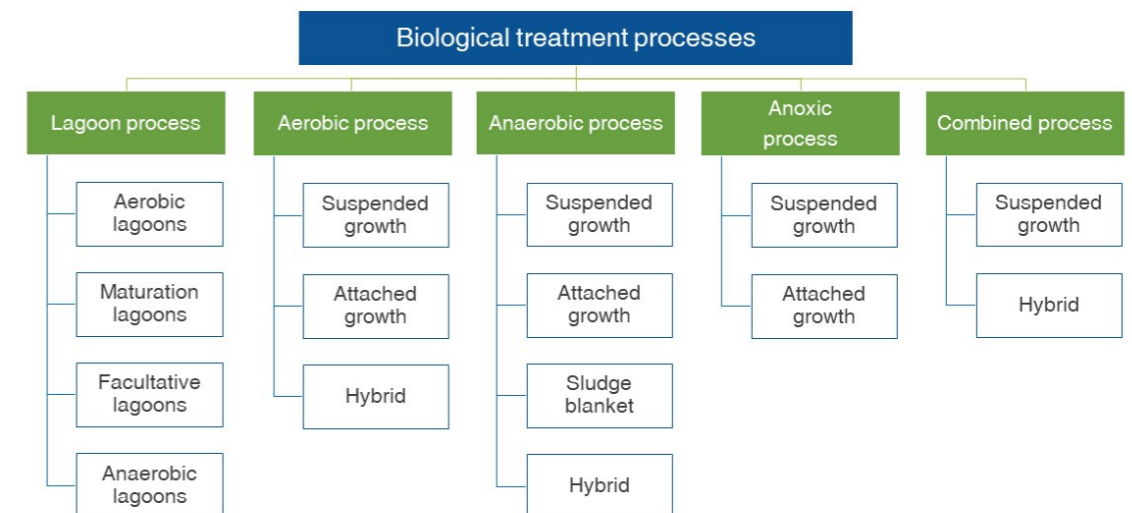 Biological treatment processes
Lagoon process
Aerobic
lagoons
Maturation
lagoons
Facultative
lagoons
Anaerobic
lagoons
Aerobic process
Suspended
growth
Attached
growth
Hybrid
Anaerobic process
Suspended
growth
Attached
growth
Sludge
blanket
Hybrid
Anoxic
process
Suspended
growth
Attached
growth
Combined process
Suspended
growth
Hybrid